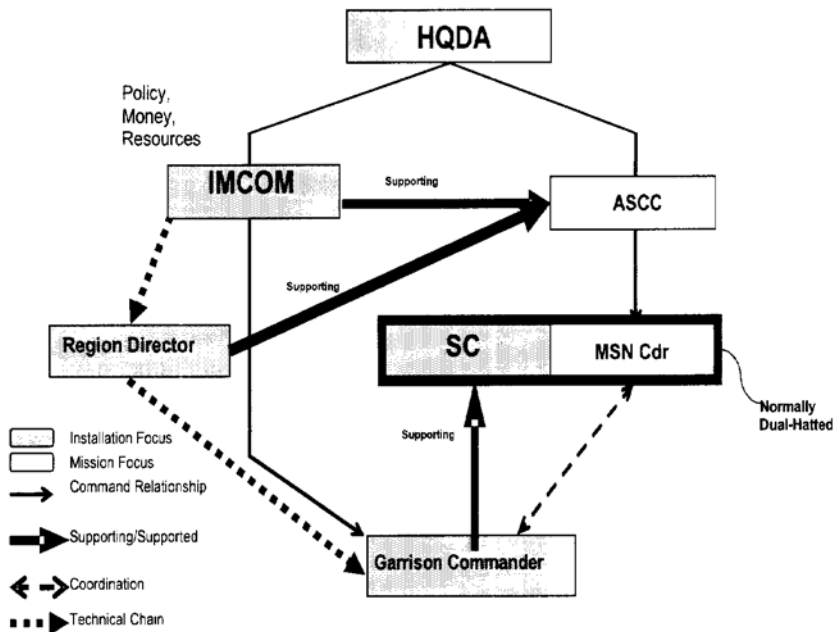 HQDA
Policy,
Money,
Resources
IMCOM
Supporting
ASCC
Supporting
Region Director
SC
MSN Cdr
Normally
Dual-Hatted
Supporting
Installation Focus
Mission Focus
Command Relationship
Supporting/Supported
Garrison Commander
Coordination
Technical Chain